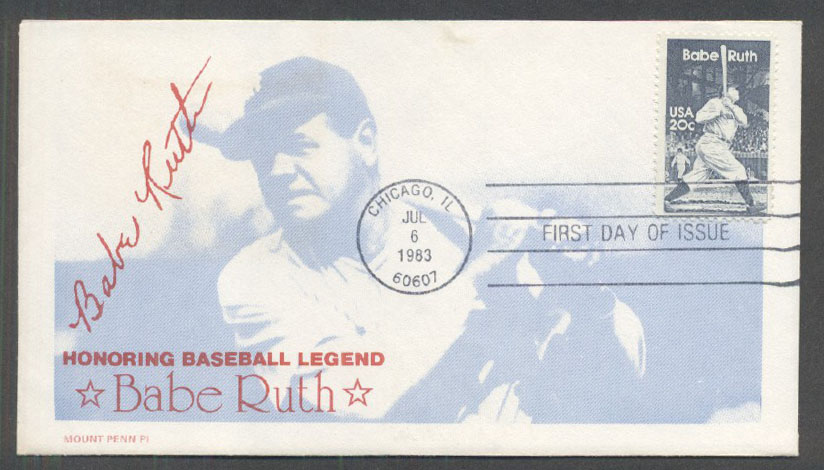 Babe Ruth
Babe Ruth
USA
20c
CHICAGO, IL
JUL
6
1983
60607
FIRST DAY OF ISSUE
HONORING BASEBALL LEGEND
☆ Babe Ruth ☆
MOUNT PENN PI